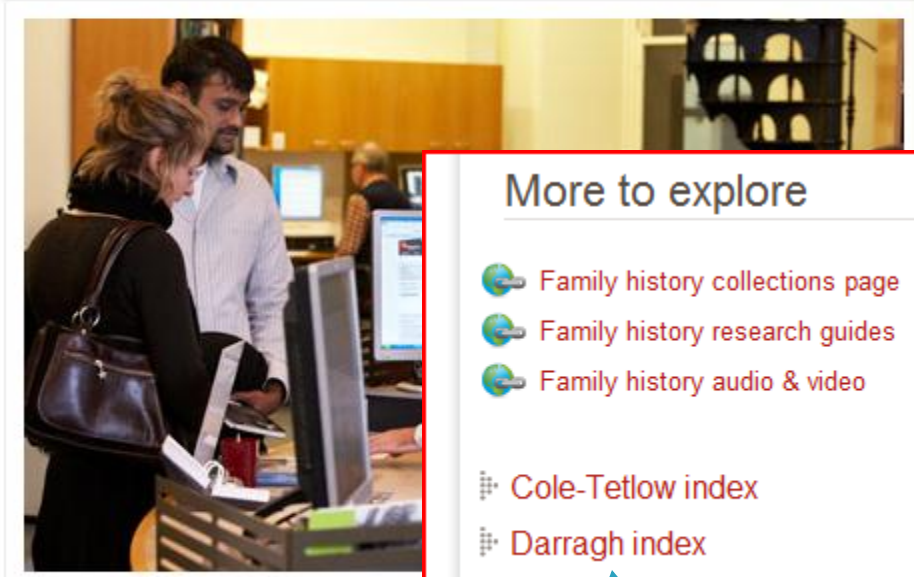 More to explore
Family history collections page
Family history research guides
Family history audio & video
Cole-Tetlow index
Darragh index